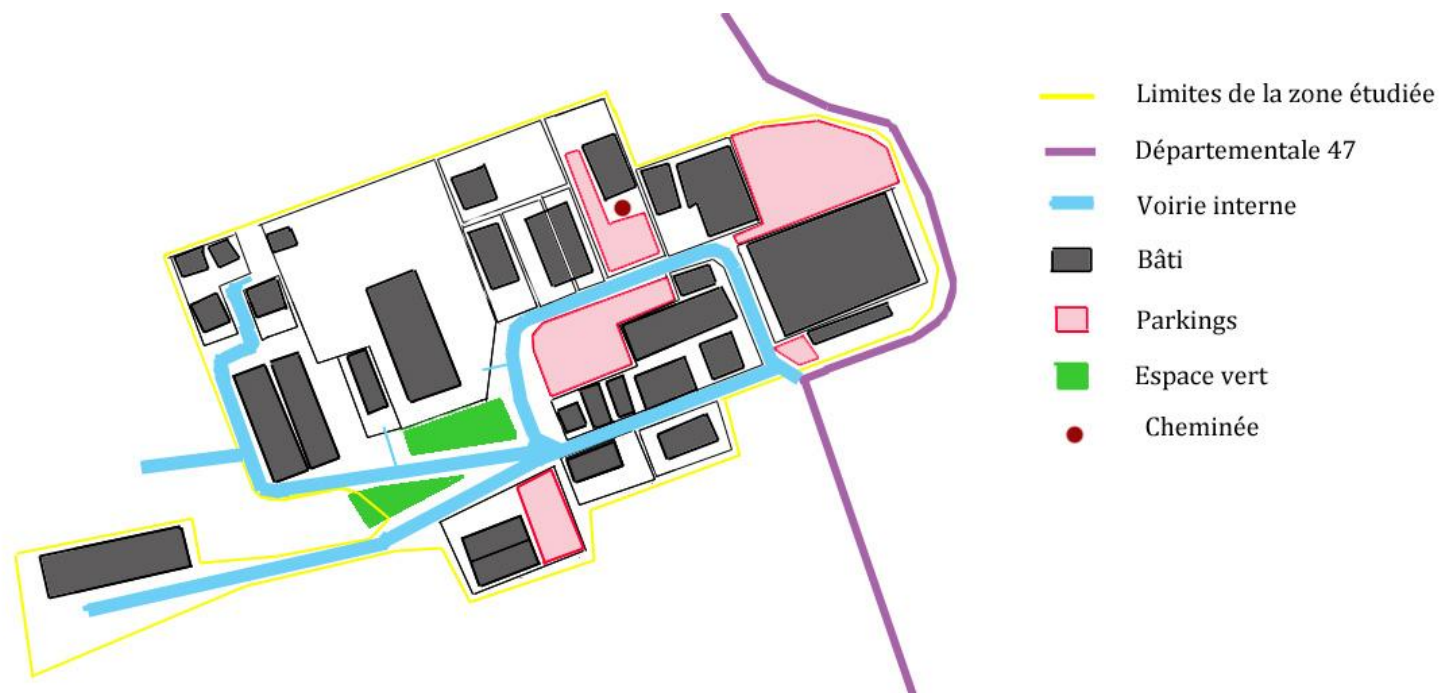 Limites de la zone étudiée
Départementale 47
Voirie interne
Bâti
Parkings
Espace vert
Cheminée